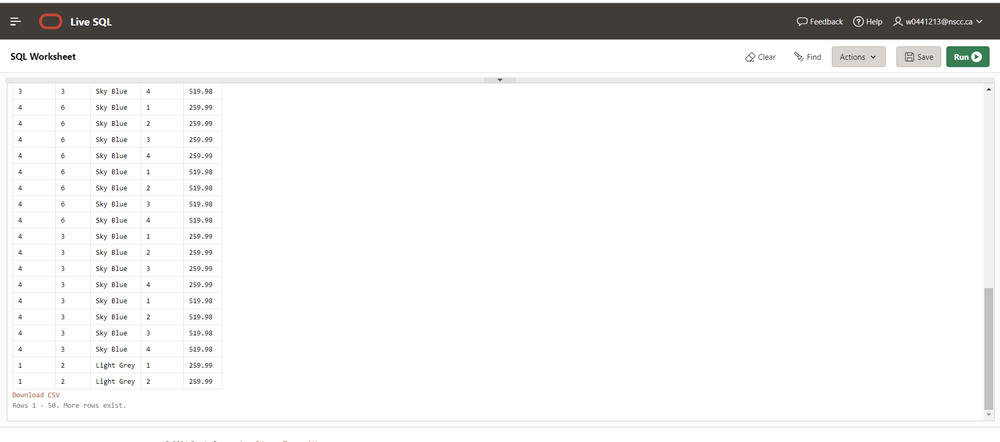 Live SQL Feedback Help w0441213@nscc.ca
SQL Worksheet Clear Find Actions Save Run
3 3 Sky Blue 4 519.98
4 6 Sky Blue 1 259.99
4 6 Sky Blue 2 259.99
4 6 Sky Blue 3 259.99
4 6 Sky Blue 4 259.99
4 6 Sky Blue 1 519.98
4 6 Sky Blue 2 519.98
4 6 Sky Blue 3 519.98
4 6 Sky Blue 4 519.98
4 3 Sky Blue 1 259.99
4 3 Sky Blue 2 259.99
4 3 Sky Blue 3 259.99
4 3 Sky Blue 4 259.99
4 3 Sky Blue 1 519.98
4 3 Sky Blue 2 519.98
4 3 Sky Blue 3 519.98
4 3 Sky Blue 4 519.98
1 2 Light Grey 1 259.99
1 2 Light Grey 2 259.99
Download CSV
Rows 1 - 50. More rows exist.